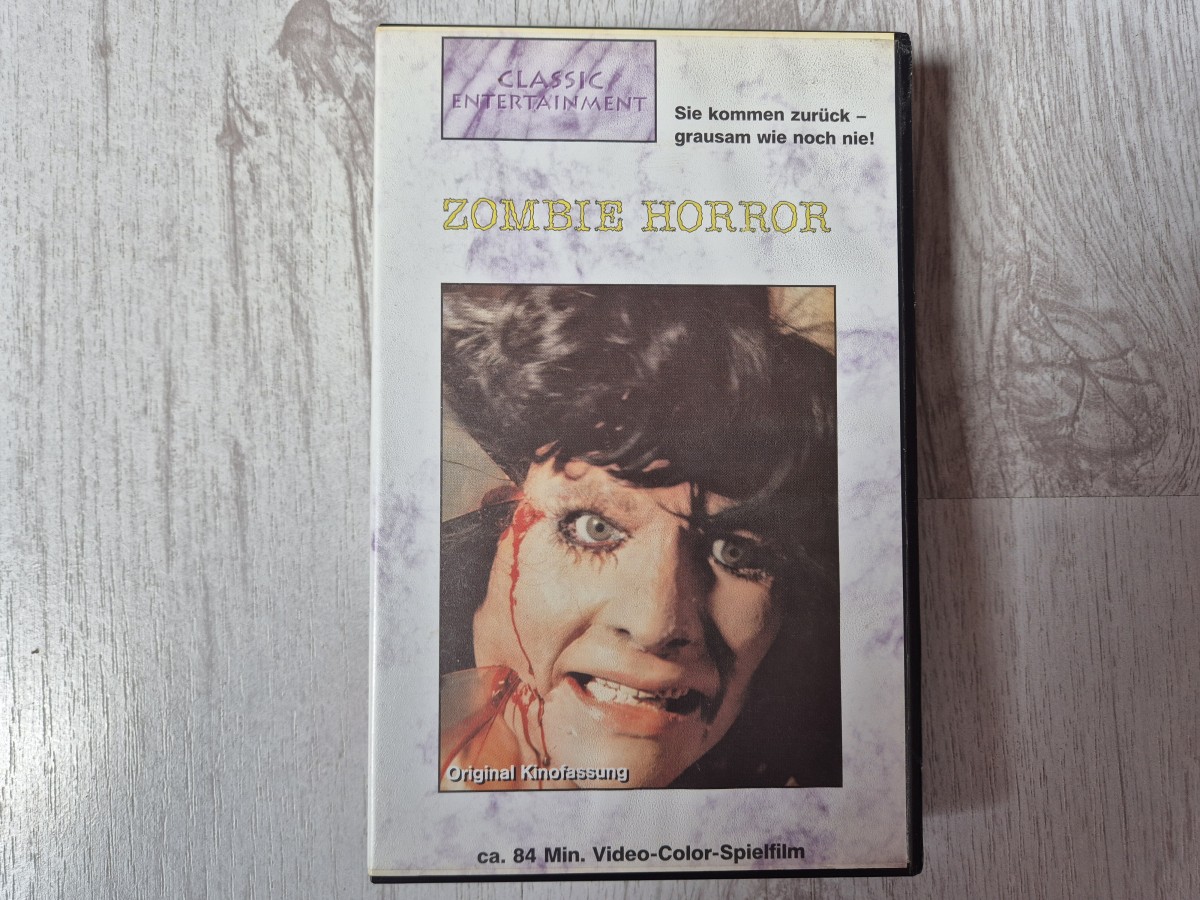 CLASSIC
ENTERTAINMENT
Sie kommen zurück –
grausam wie noch nie!
ZOMBIE HORROR
Original Kinofassung
ca. 84 Min. Video-Color-Spielfilm